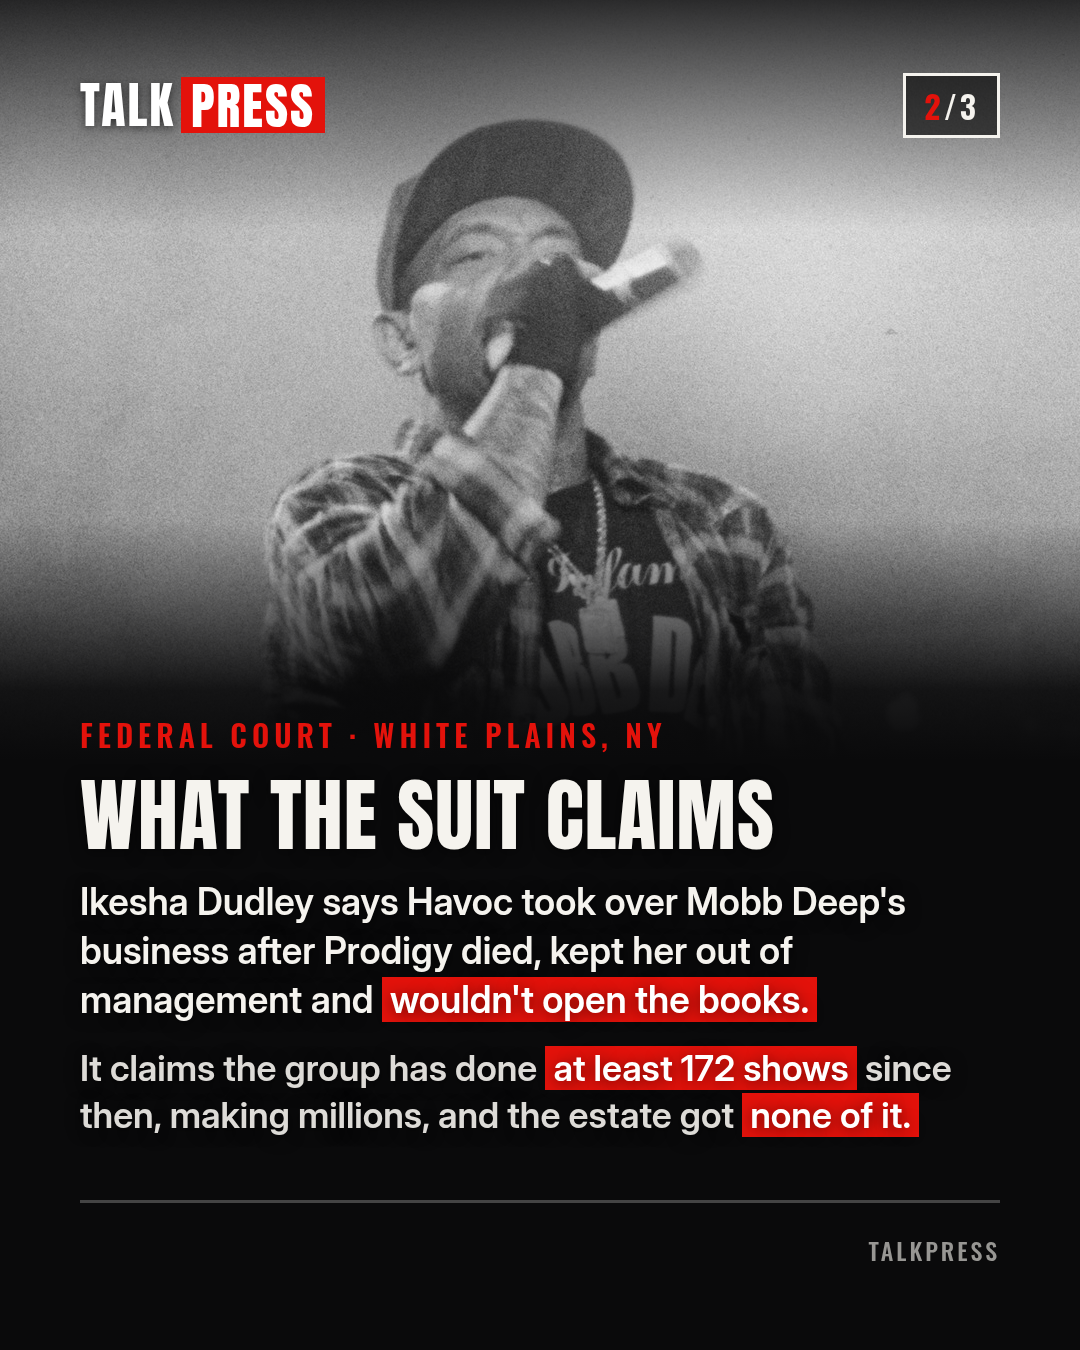 TALK PRESS
2/3
FEDERAL COURT · WHITE PLAINS, NY
WHAT THE SUIT CLAIMS
Ikesha Dudley says Havoc took over Mobb Deep's
business after Prodigy died, kept her out of
management and wouldn't open the books.
It claims the group has done at least 172 shows since
then, making millions, and the estate got none of it.
TALKPRESS